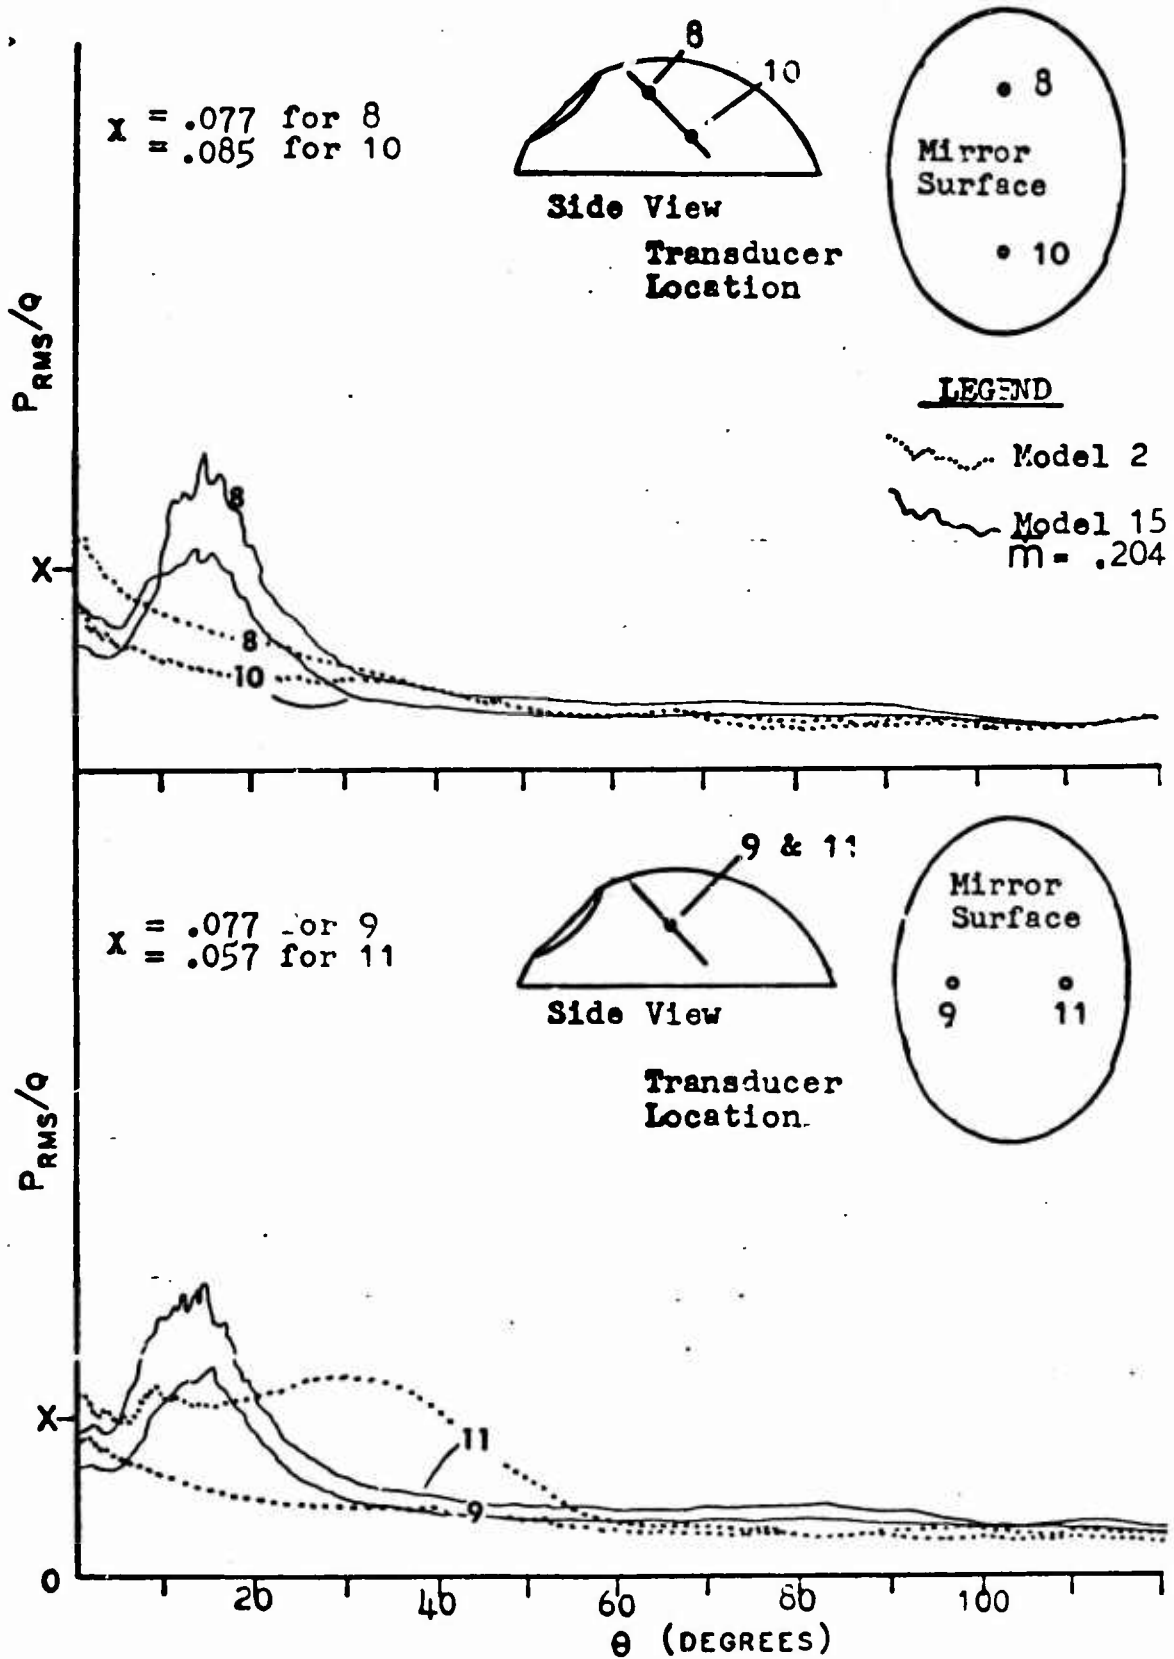 8
10
X = .077 for 8
= .085 for 10
8
Mirror
Surface
10
Side View
Transducer
Location
PRMS/Q
LEGEND
Model 2
Model 15
ṁ = .204
8
X
8
10
9 & 11
X = .077 for 9
= .057 for 11
Mirror
Surface
9 11
Side View
Transducer
Location
PRMS/Q
X
11
9
0
20 40 60 80 100
θ (DEGREES)